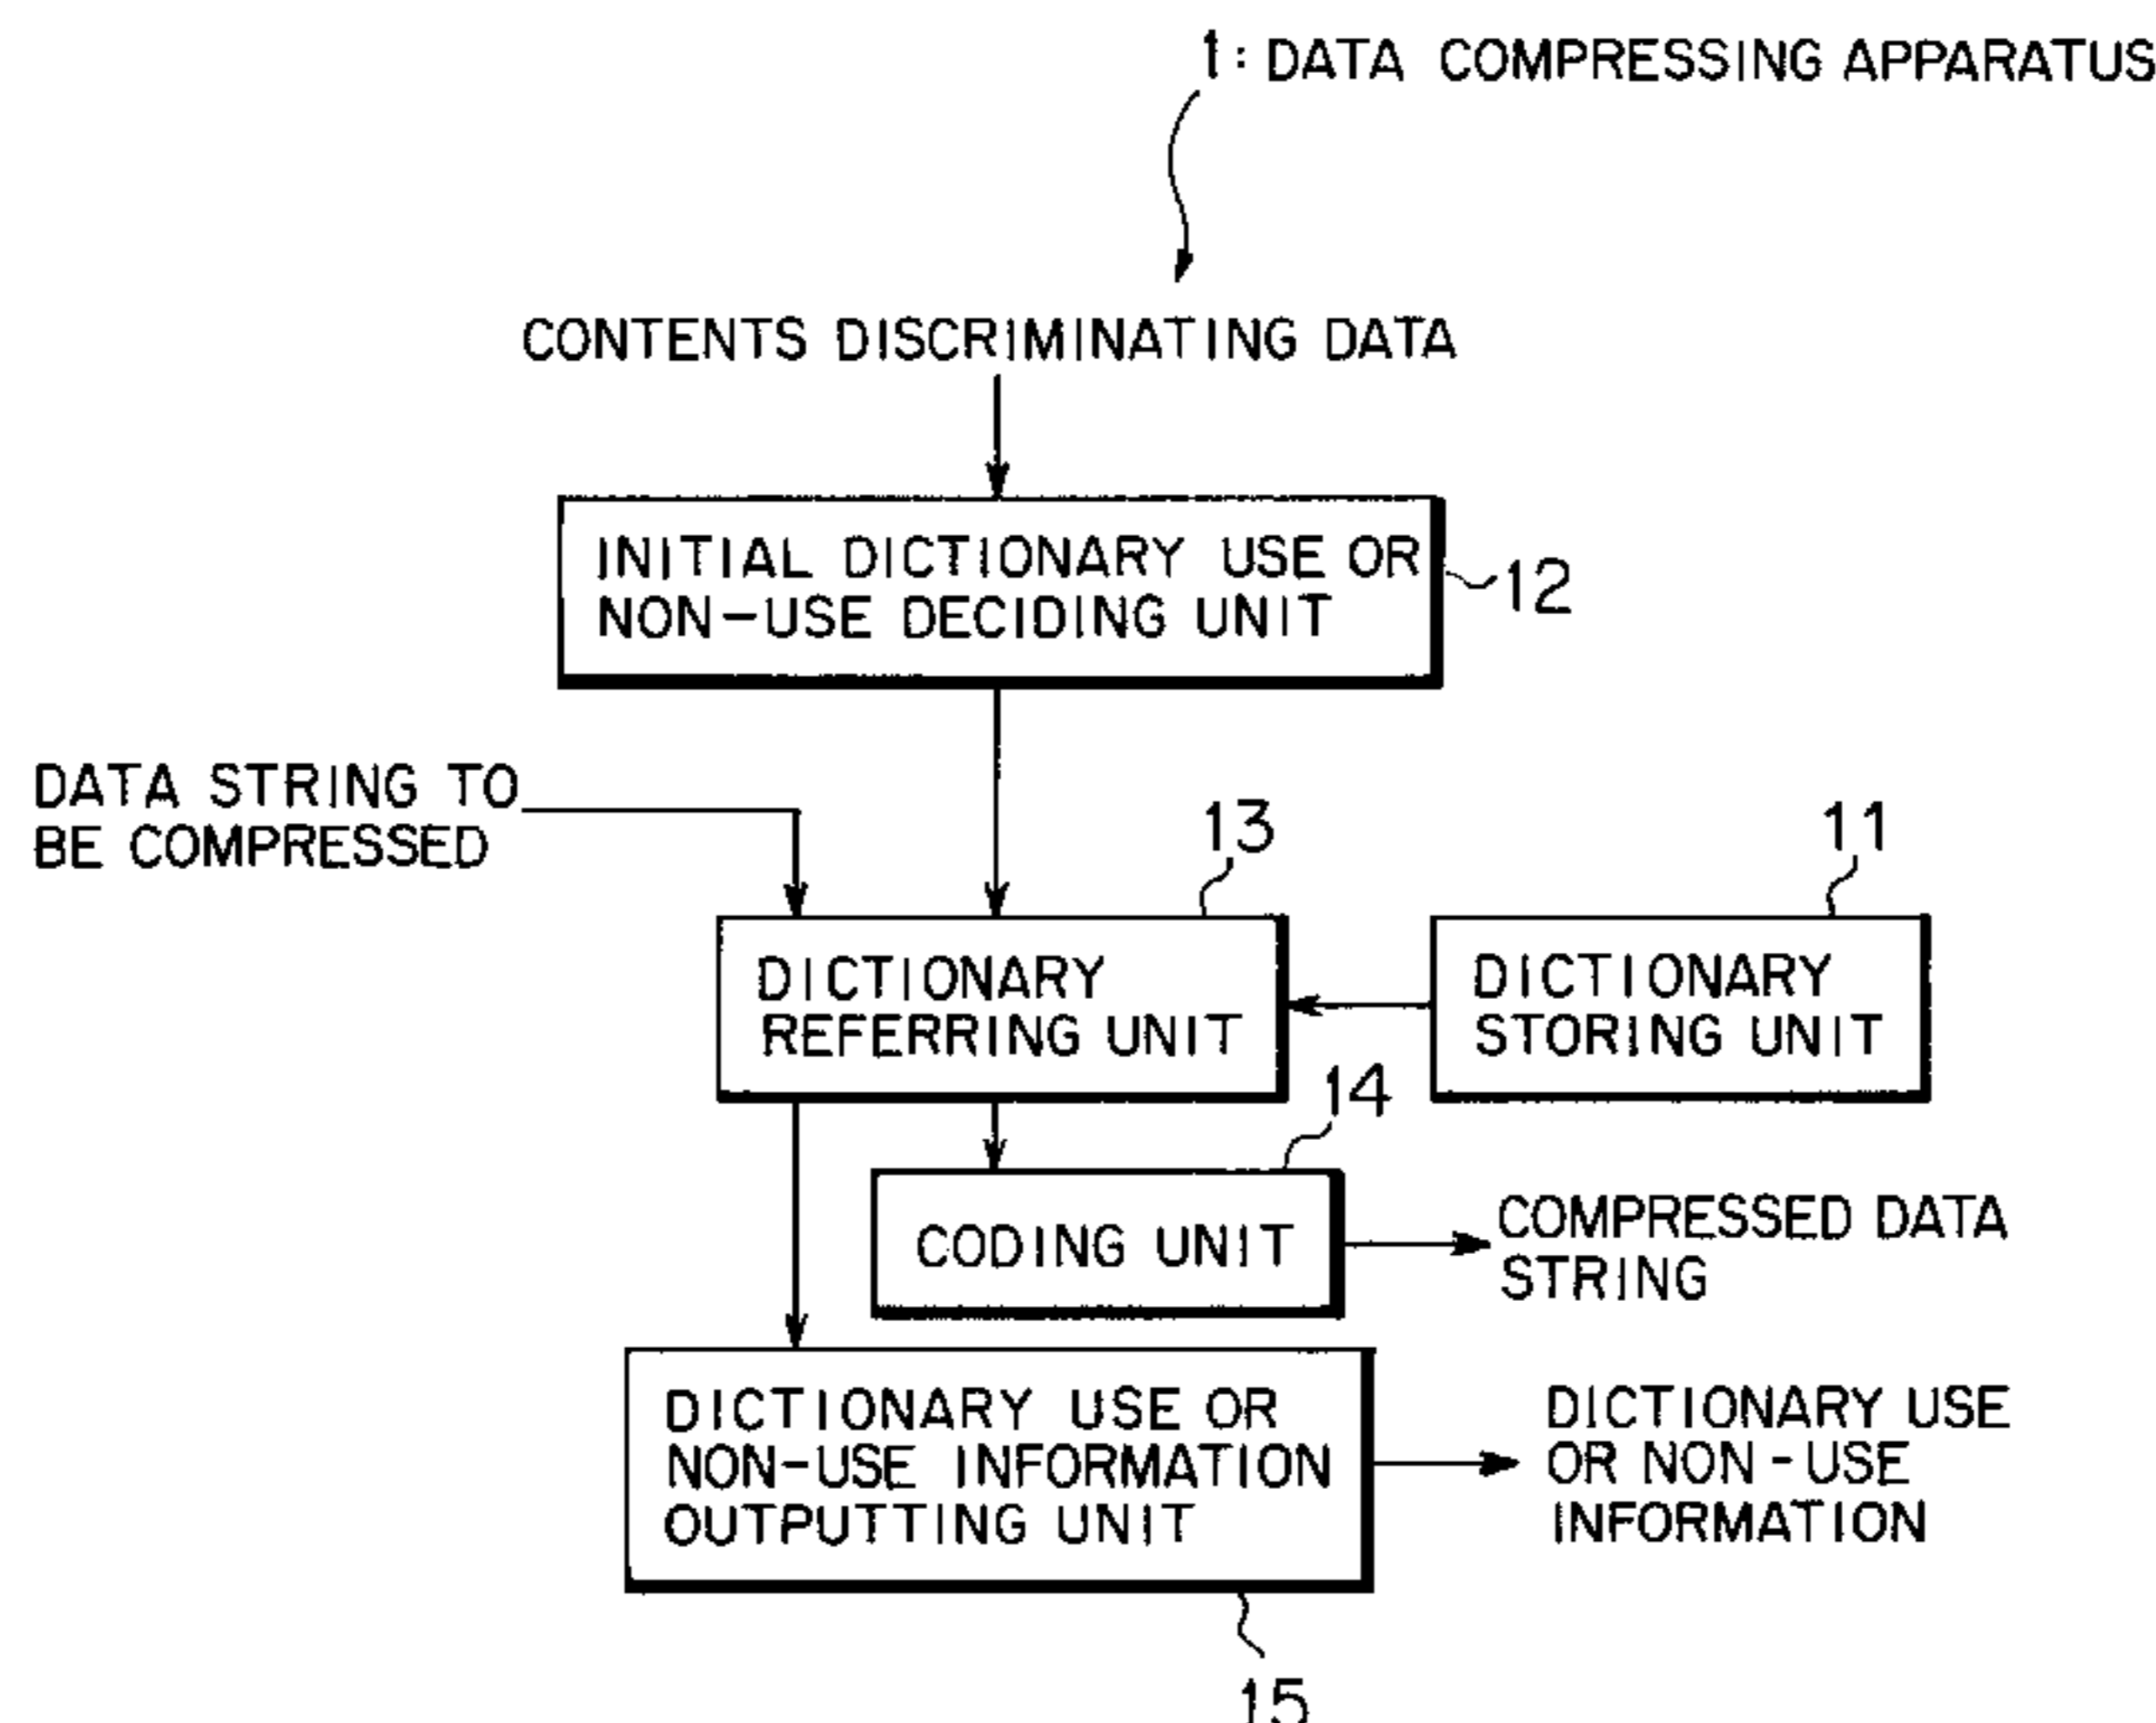 1: DATA COMPRESSING APPARATUS
CONTENTS DISCRIMINATING DATA
INITIAL DICTIONARY USE OR
NON-USE DECIDING UNIT
12
DATA STRING TO
BE COMPRESSED
13
11
DICTIONARY
REFERRING UNIT
DICTIONARY
STORING UNIT
14
CODING UNIT
COMPRESSED DATA
STRING
DICTIONARY USE OR
NON-USE INFORMATION
OUTPUTTING UNIT
DICTIONARY USE
OR NON-USE
INFORMATION
15